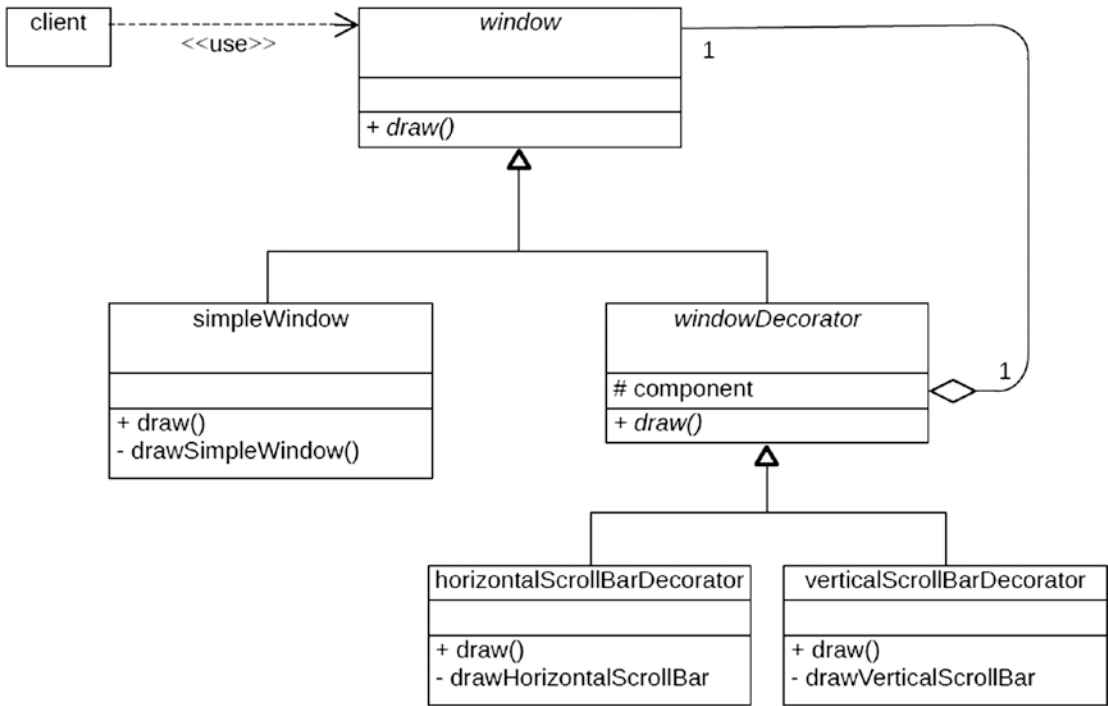 client
<<use>>
window
1
+ draw()
simpleWindow
+ draw()
- drawSimpleWindow()
windowDecorator
1
# component
+ draw()
horizontalScrollBarDecorator
+ draw()
- drawHorizontalScrollBar
verticalScrollBarDecorator
+ draw()
- drawVerticalScrollBar